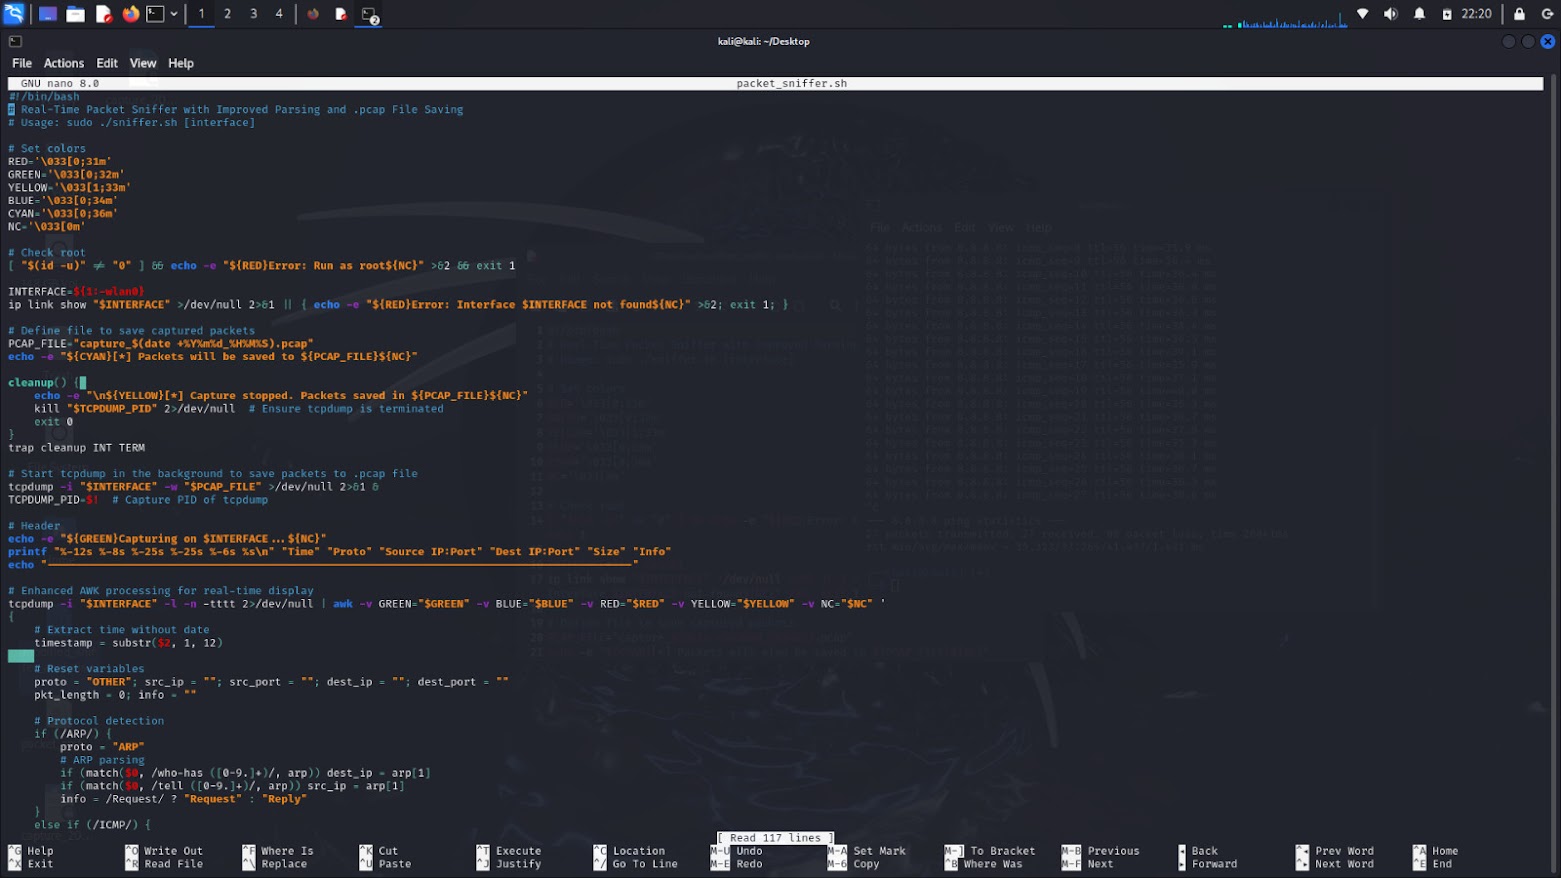 1 2 3 4
2
22:20
kali@kali: ~/Desktop
File Actions Edit View Help
GNU nano 8.0 packet_sniffer.sh
#!/bin/bash
# Real-Time Packet Sniffer with Improved Parsing and .pcap File Saving
# Usage: sudo ./sniffer.sh [interface]
# Set colors
RED='\033[0;31m'
GREEN='\033[0;32m'
YELLOW='\033[1;33m'
BLUE='\033[0;34m'
CYAN='\033[0;36m'
NC='\033[0m'
# Check root
[ "$(id -u)" != "0" ] && echo -e "${RED}Error: Run as root${NC}" >&2 && exit 1
INTERFACE=${1:-wlan0}
ip link show "$INTERFACE" >/dev/null 2>&1 || { echo -e "${RED}Error: Interface $INTERFACE not found${NC}" >&2; exit 1; }
# Define file to save captured packets
PCAP_FILE="capture_$(date +%Y%m%d_%H%M%S).pcap"
echo -e "${CYAN}[*] Packets will be saved to ${PCAP_FILE}${NC}"
cleanup() {
    echo -e "\n${YELLOW}[*] Capture stopped. Packets saved in ${PCAP_FILE}${NC}"
    kill "$TCPDUMP_PID" 2>/dev/null  # Ensure tcpdump is terminated
    exit 0
}
trap cleanup INT TERM
# Start tcpdump in the background to save packets to .pcap file
tcpdump -i "$INTERFACE" -w "$PCAP_FILE" >/dev/null 2>&1 &
TCPDUMP_PID=$!  # Capture PID of tcpdump
# Header
echo -e "${GREEN}Capturing on $INTERFACE...${NC}"
printf "%-12s %-8s %-25s %-25s %-6s %s\n" "Time" "Proto" "Source IP:Port" "Dest IP:Port" "Size" "Info"
echo "──────────────────────────────────────────────────────────────────────────────────────────"
# Enhanced AWK processing for real-time display
tcpdump -i "$INTERFACE" -l -n -tttt 2>/dev/null | awk -v GREEN="$GREEN" -v BLUE="$BLUE" -v RED="$RED" -v YELLOW="$YELLOW" -v NC="$NC" '
{
    # Extract time without date
    timestamp = substr($2, 1, 12)
    # Reset variables
    proto = "OTHER"; src_ip = ""; src_port = ""; dest_ip = ""; dest_port = ""
    pkt_length = 0; info = ""
    # Protocol detection
    if (/ARP/) {
        proto = "ARP"
        # ARP parsing
        if (match($0, /who-has ([0-9.]+)/, arp)) dest_ip = arp[1]
        if (match($0, /tell ([0-9.]+)/, arp)) src_ip = arp[1]
        info = /Request/ ? "Request" : "Reply"
    }
    else if (/ICMP/) {
[ Read 117 lines ]
^G Help ^O Write Out ^F Where Is ^K Cut ^T Execute ^C Location M-U Undo M-A Set Mark M-] To Bracket M-B Previous ◂ Back ^◂ Prev Word ^A Home
^X Exit ^R Read File ^\ Replace ^U Paste ^J Justify ^/ Go To Line M-E Redo M-6 Copy ^B Where Was M-F Next ▸ Forward ^▸ Next Word ^E End